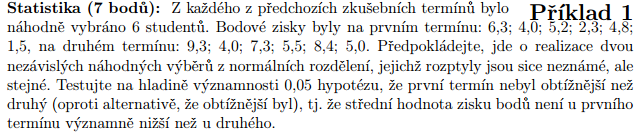 Příklad 1
Statistika (7 bodů): Z každého z předchozích zkušebních termínů bylo
náhodně vybráno 6 studentů. Bodové zisky byly na prvním termínu: 6,3; 4,0; 5,2; 2,3; 4,8;
1,5, na druhém termínu: 9,3; 4,0; 7,3; 5,5; 8,4; 5,0. Předpokládejte, jde o realizace dvou
nezávislých náhodných výběrů z normálních rozdělení, jejichž rozptyly jsou sice neznámé, ale
stejné. Testujte na hladině významnosti 0,05 hypotézu, že první termín nebyl obtížnější než
druhý (oproti alternativě, že obtížnější byl), tj. že střední hodnota zisku bodů není u prvního
termínu významně nižší než u druhého.